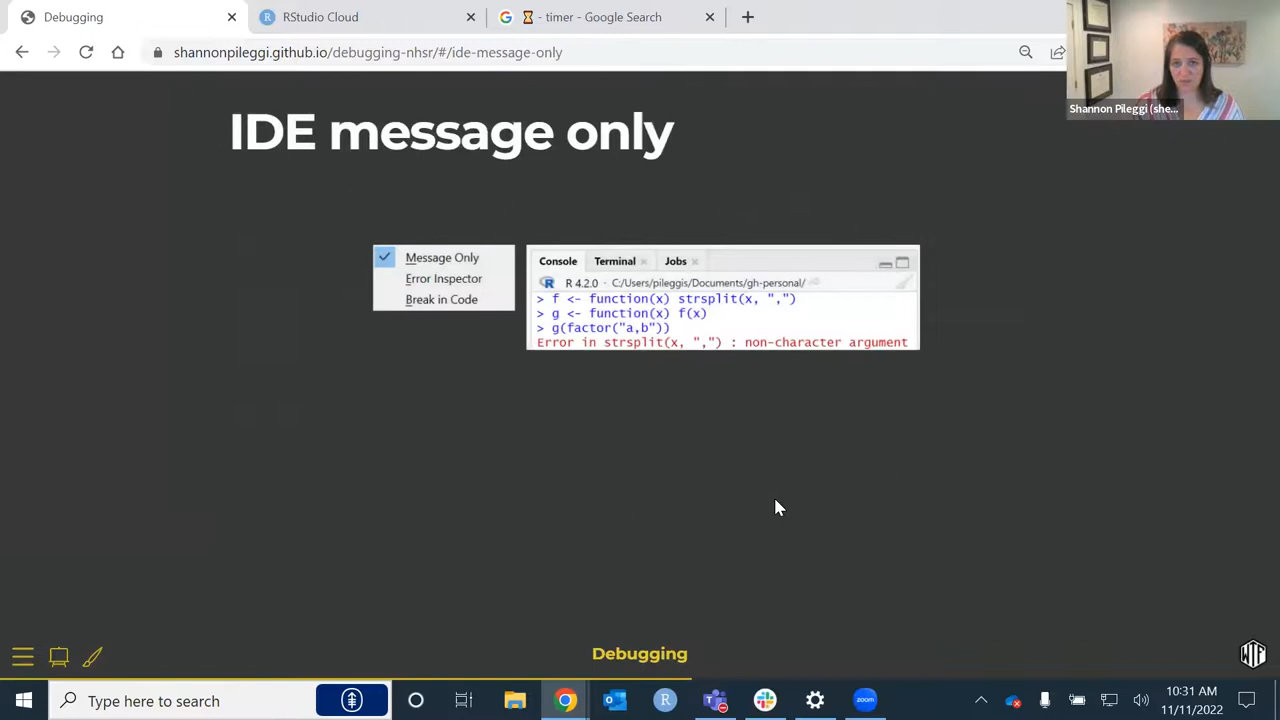 Debugging
RStudio Cloud
- timer - Google Search
shannonpileggi.github.io/debugging-nhsr/#/ide-message-only
Shannon Pileggi (she...
IDE message only
Message Only
Error Inspector
Break in Code
Console Terminal Jobs
R 4.2.0 · C:/Users/pileggis/Documents/gh-personal/
> f <- function(x) strsplit(x, ",")
> g <- function(x) f(x)
> g(factor("a,b"))
Error in strsplit(x, ",") : non-character argument
Debugging
Type here to search
10:31 AM
11/11/2022